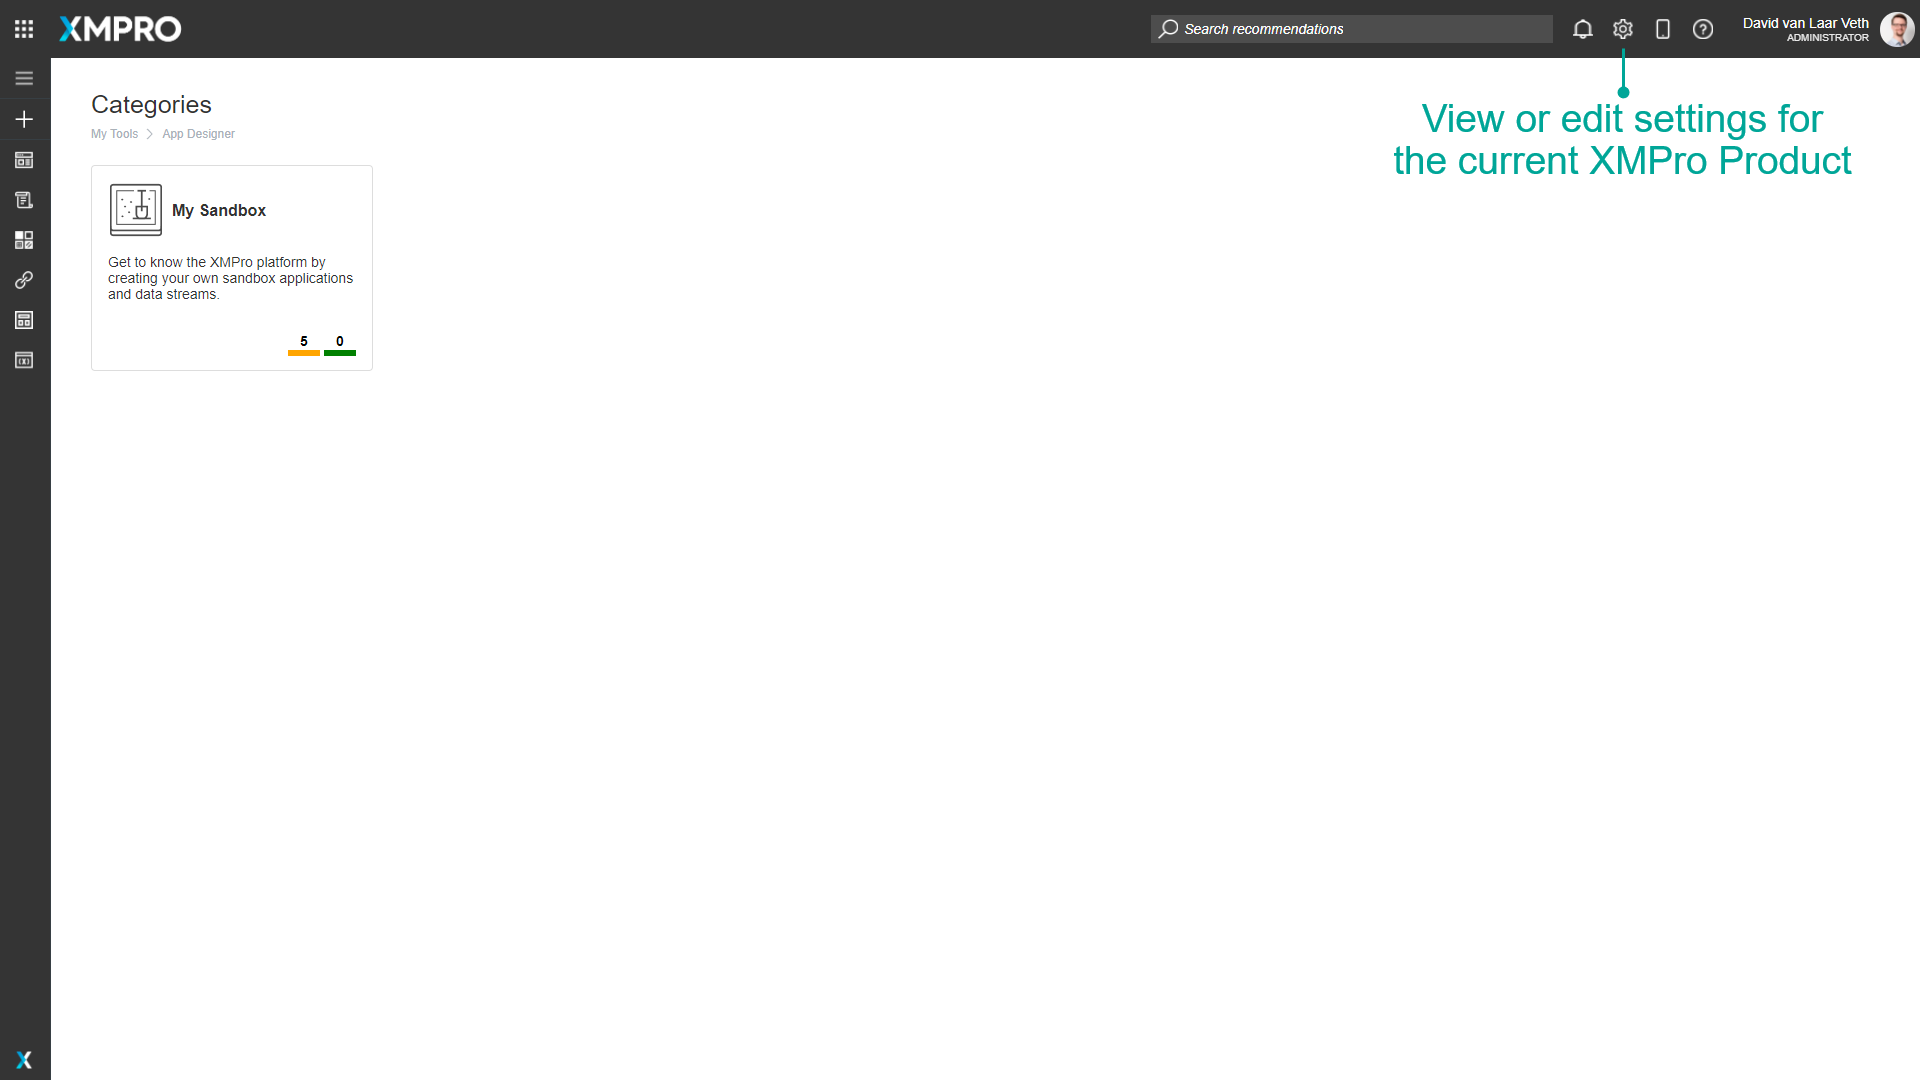 XMPRO
Search recommendations
David van Laar Veth
ADMINISTRATOR
View or edit settings for
the current XMPro Product
Categories
My Tools
App Designer
My Sandbox
Get to know the XMPro platform by
creating your own sandbox applications
and data streams.
5 0